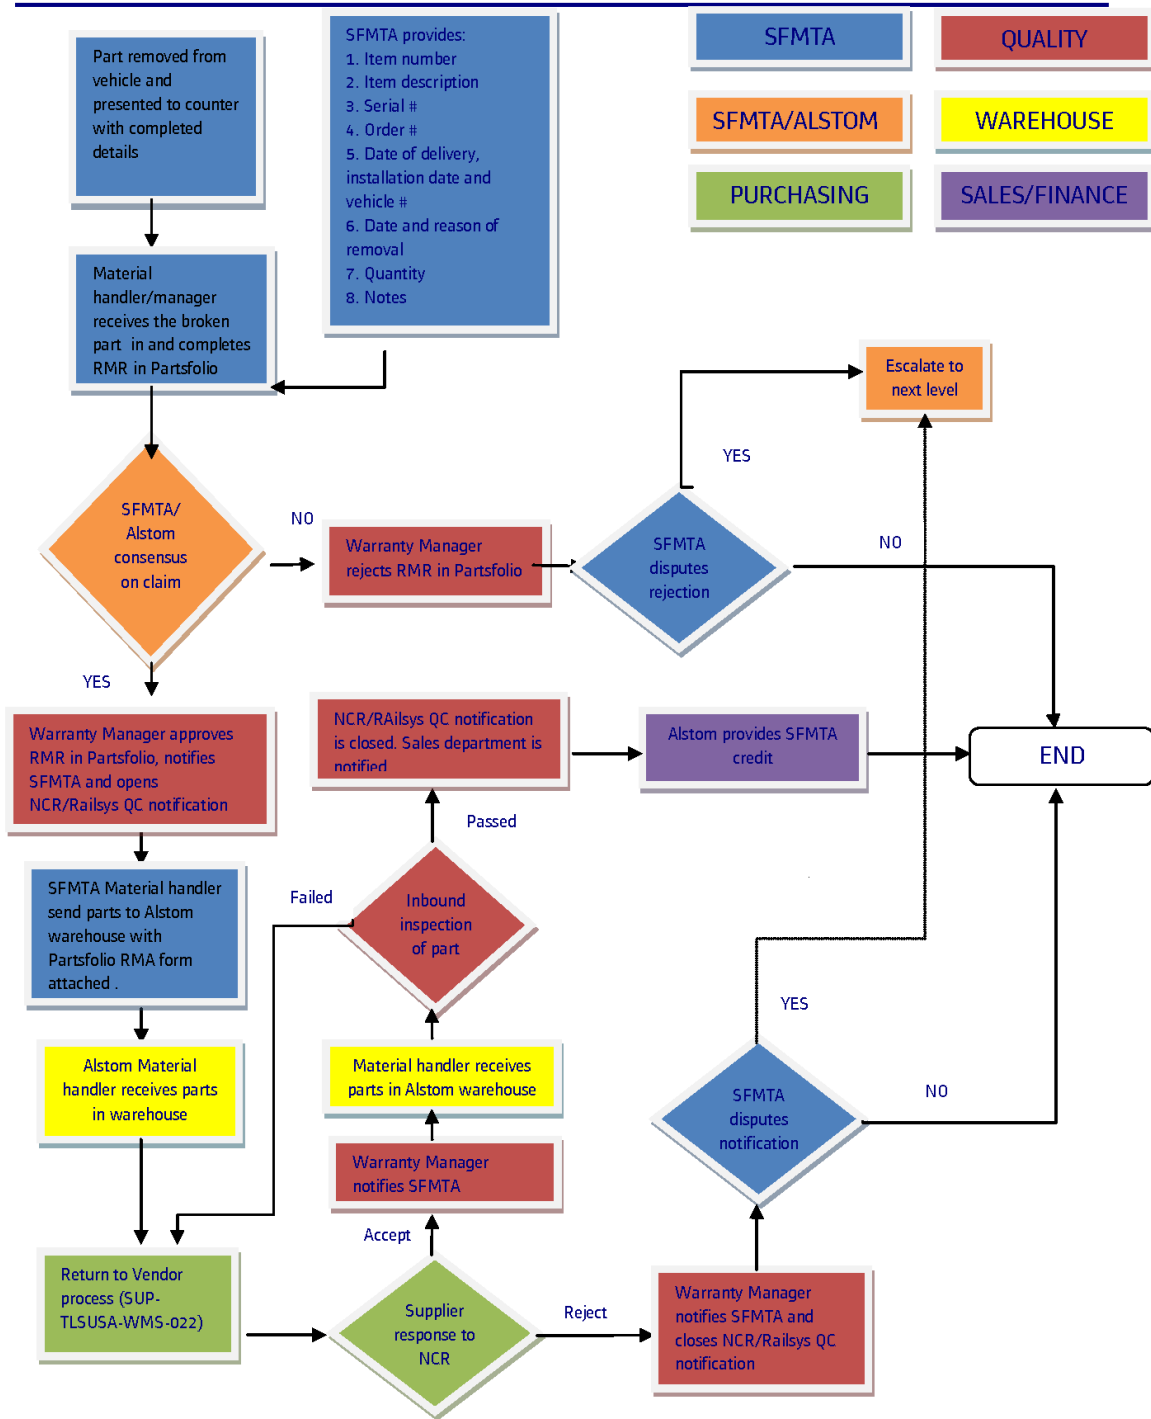 Part removed from
vehicle and
presented to counter
with completed
details
SFMTA provides:
1. Item number
2. Item description
3. Serial #
4. Order #
5. Date of delivery,
installation date and
vehicle #
6. Date and reason of
removal
7. Quantity
8. Notes
SFMTA
QUALITY
SFMTA/ALSTOM
WAREHOUSE
PURCHASING
SALES/FINANCE
Material
handler/manager
receives the broken
part in and completes
RMR in Partsfolio
Escalate to
next level
YES
SFMTA/
Alstom
consensus
on claim
NO
Warranty Manager
rejects RMR in Partsfolio
SFMTA
disputes
rejection
NO
YES
Warranty Manager approves
RMR in Partsfolio, notifies
SFMTA and opens
NCR/Railsys QC notification
NCR/RAilsys QC notification
is closed. Sales department is
notified
Alstom provides SFMTA
credit
END
Passed
SFMTA Material handler
send parts to Alstom
warehouse with
Partsfolio RMA form
attached .
Failed
Inbound
inspection
of part
YES
Alstom Material
handler receives parts
in warehouse
Material handler receives
parts in Alstom warehouse
SFMTA
disputes
notification
NO
Warranty Manager
notifies SFMTA
Accept
Return to Vendor
process (SUP-
TLSUSA-WMS-022)
Supplier
response to
NCR
Reject
Warranty Manager
notifies SFMTA and
closes NCR/Railsys QC
notification